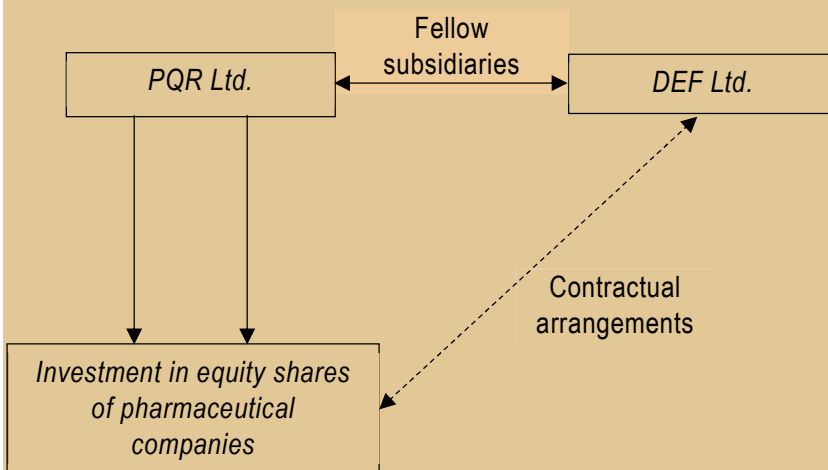 Fellow
subsidiaries
PQR Ltd.
DEF Ltd.
Contractual
arrangements
Investment in equity shares
of pharmaceutical
companies